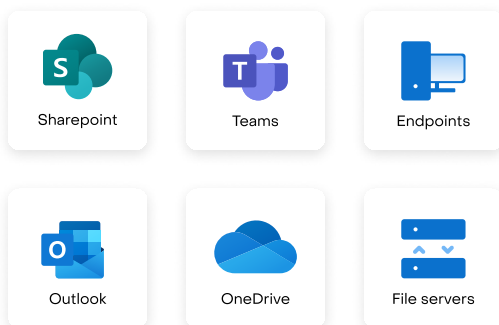 S
Sharepoint
T
Teams
Endpoints
O
Outlook
OneDrive
File servers